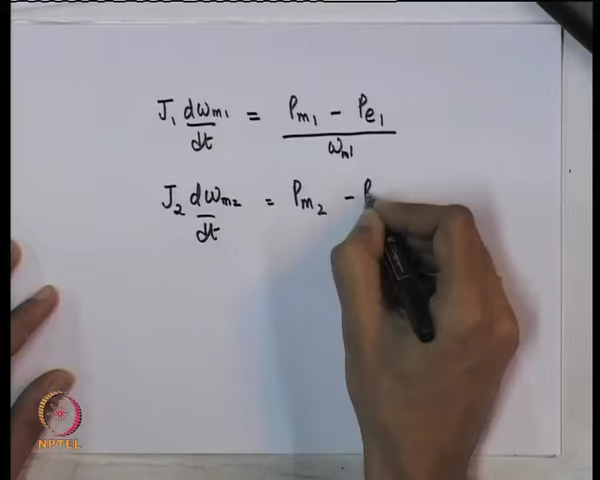 J₁ dωm₁/dt = (Pm₁ - Pe₁)/ωm1
J₂ dωm₂/dt = Pm₂ - P
NPTEL